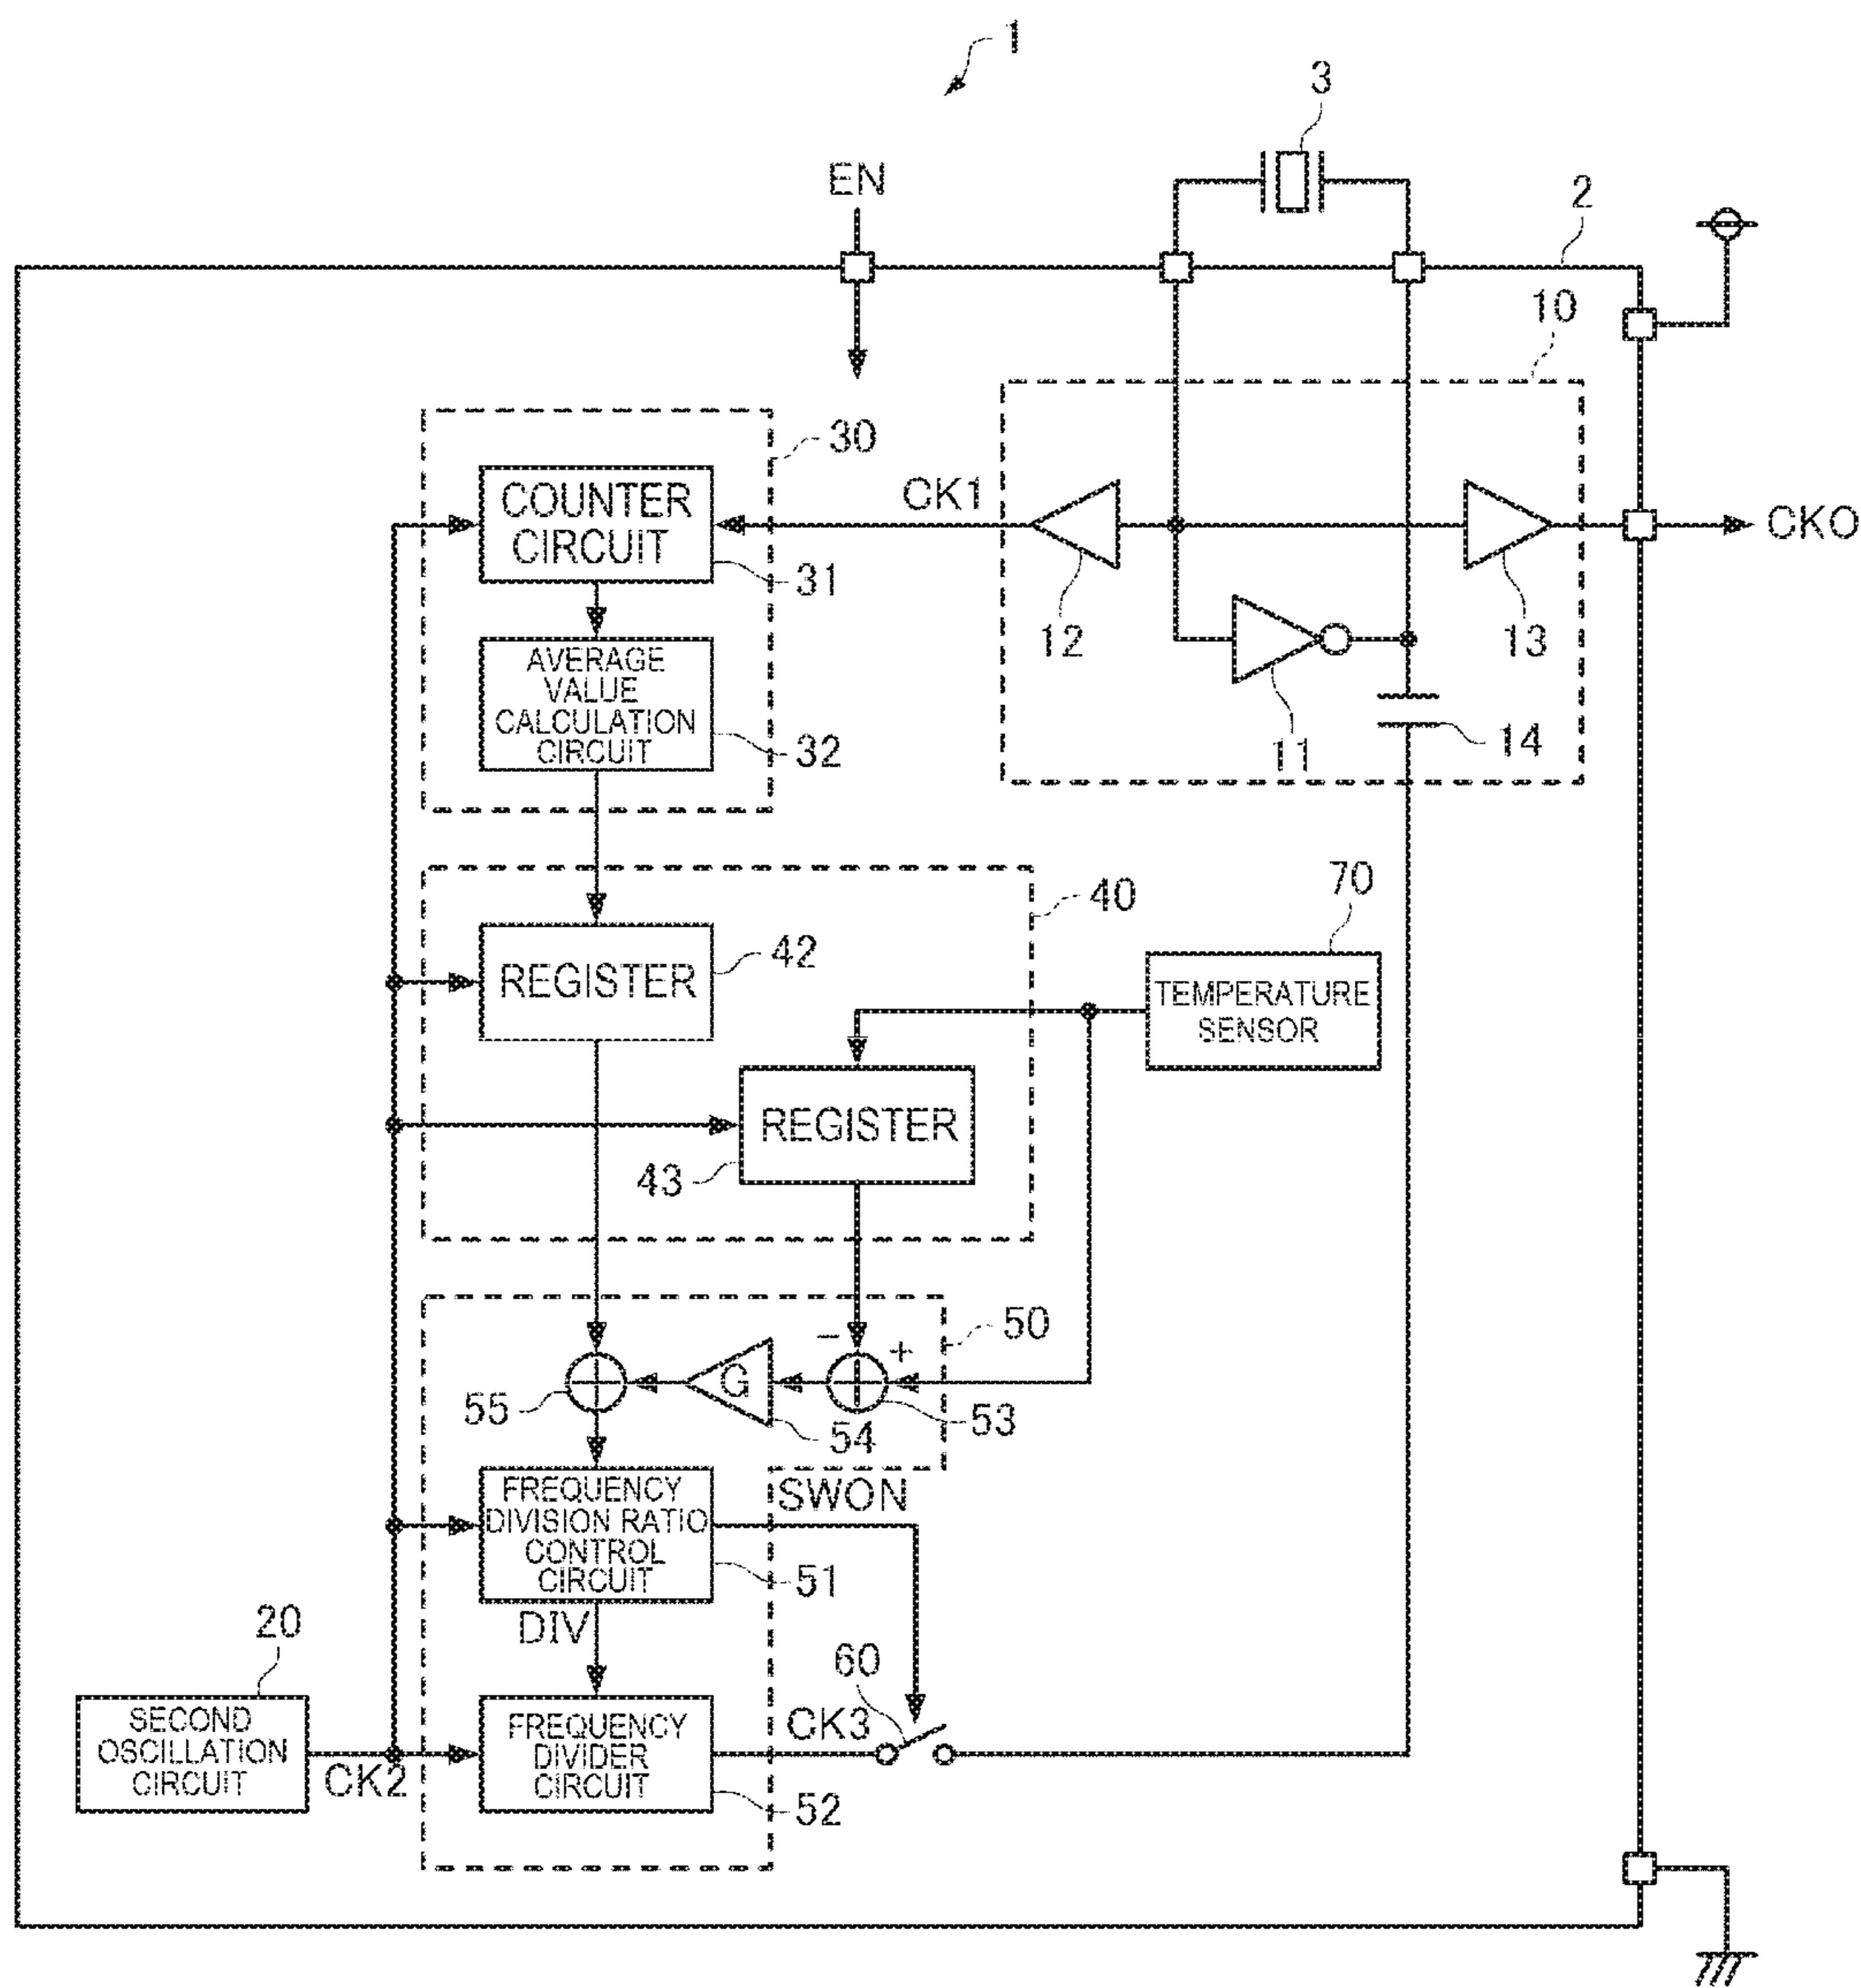 1
3
EN
2
10
30
COUNTER
CIRCUIT
CK1
CKO
31
12
13
AVERAGE
VALUE
CALCULATION
CIRCUIT
32
11
14
40
70
42
REGISTER
TEMPERATURE
SENSOR
REGISTER
43
50
−
+
G
55
54
53
FREQUENCY
DIVISION RATIO
CONTROL
CIRCUIT
SWON
51
DIV
20
60
SECOND
OSCILLATION
CIRCUIT
CK2
FREQUENCY
DIVIDER
CIRCUIT
CK3
52